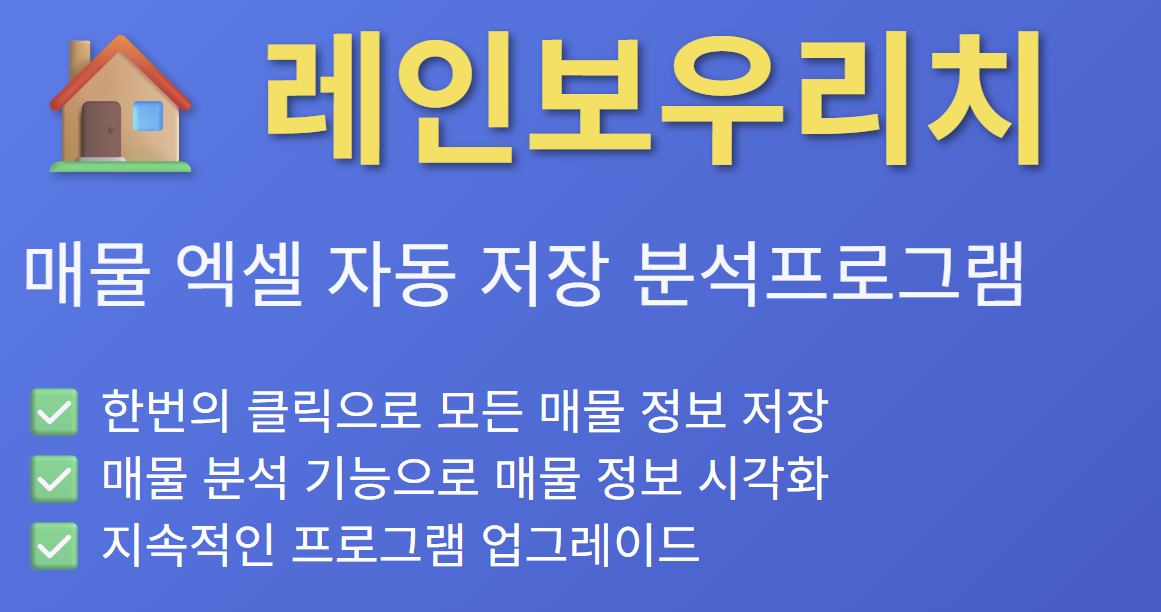 레인보우리치
매물 엑셀 자동 저장 분석프로그램
한번의 클릭으로 모든 매물 정보 저장
매물 분석 기능으로 매물 정보 시각화
지속적인 프로그램 업그레이드